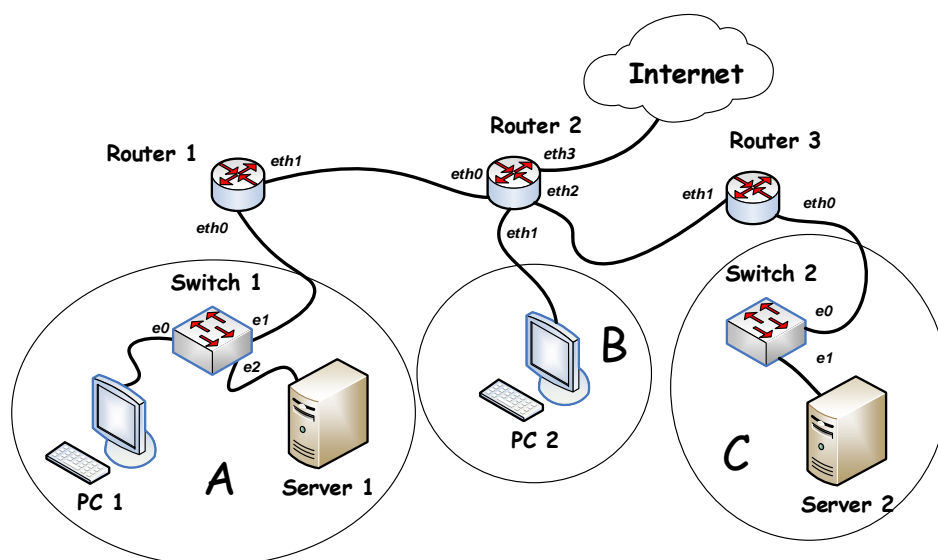 Internet
Router 2
Router 3
Router 1
eth3
eth1
eth0
eth2
eth1
eth0
eth0
eth1
Switch 1
Switch 2
e0
e1
e0
B
e1
e2
PC 2
C
A
Server 1
PC 1
Server 2